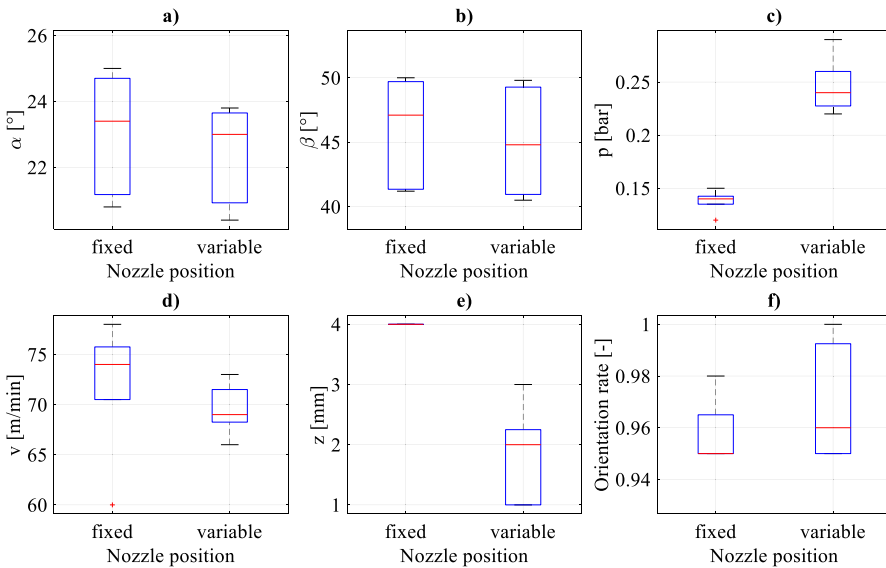 a)
26
24
22
α [°]
fixed variable
Nozzle position
b)
50
45
40
β [°]
fixed variable
Nozzle position
c)
0.25
0.2
0.15
p [bar]
fixed variable
Nozzle position
d)
75
70
65
60
v [m/min]
fixed variable
Nozzle position
e)
4
3
2
1
z [mm]
fixed variable
Nozzle position
f)
1
0.98
0.96
0.94
Orientation rate [-]
fixed variable
Nozzle position